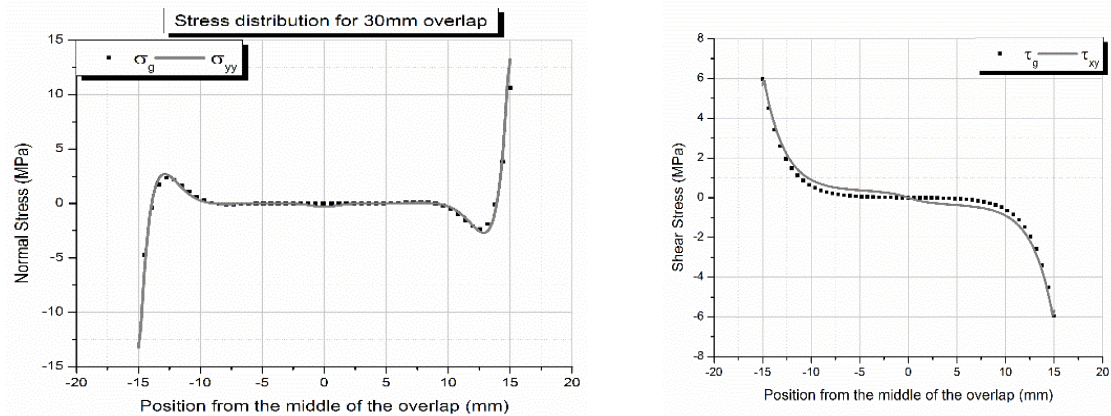 Stress distribution for 30mm overlap
σg σyy
15
10
5
0
-5
-10
-15
Normal Stress (MPa)
-20 -15 -10 -5 0 5 10 15 20
Position from the middle of the overlap (mm)
τg τxy
8
6
4
2
0
-2
-4
-6
-8
Shear Stress (MPa)
-20 -15 -10 -5 0 5 10 15 20
Position from the middle of the overlap (mm)